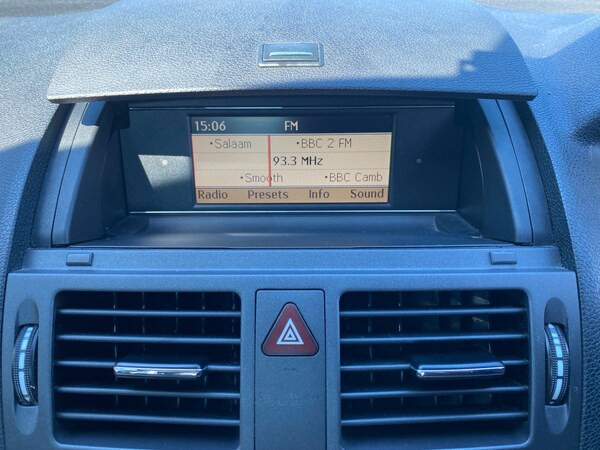 15:06 FM
•Salaam •BBC 2 FM
93.3 MHz
•Smooth •BBC Camb
Radio Presets Info Sound